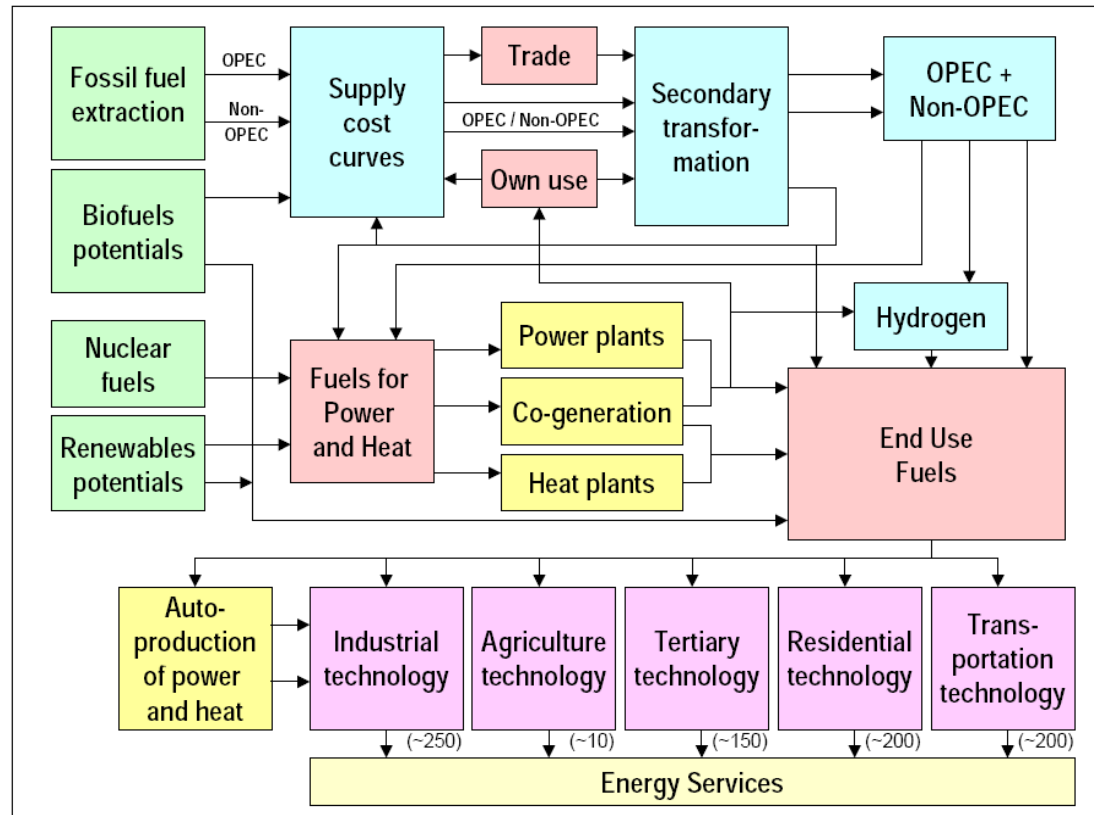 Fossil fuel
extraction
OPEC
Non-
OPEC
Supply
cost
curves
Trade
OPEC / Non-OPEC
Own use
Secondary
transfor-
mation
OPEC +
Non-OPEC
Biofuels
potentials
Hydrogen
Nuclear
fuels
Renewables
potentials
Fuels for
Power
and Heat
Power plants
Co-generation
Heat plants
End Use
Fuels
Auto-
production
of power
and heat
Industrial
technology
Agriculture
technology
Tertiary
technology
Residential
technology
Trans-
portation
technology
(~250)
(~10)
(~150)
(~200)
(~200)
Energy Services